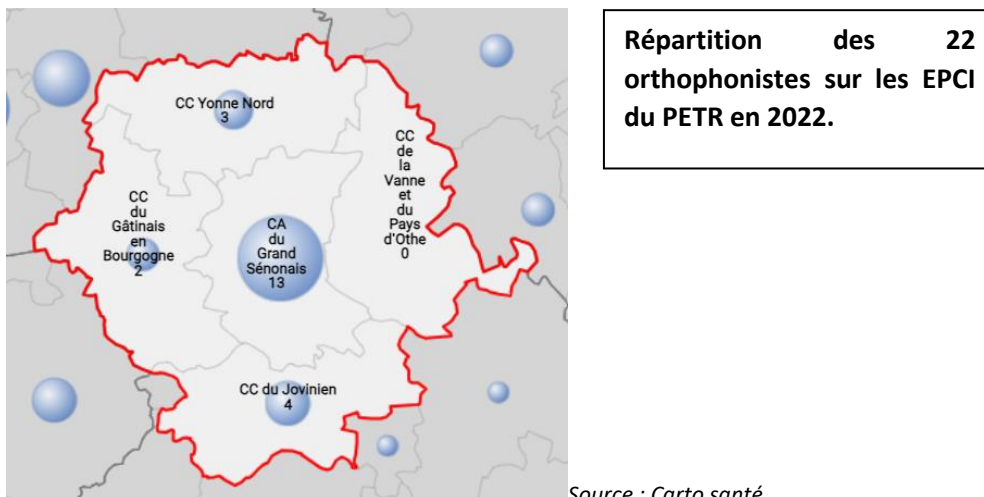 Répartition des 22
orthophonistes sur les EPCI
du PETR en 2022.
CC Yonne Nord
3
CC
de
la
Vanne
et
du
Pays
d'Othe
0
CC
du
Gâtinais
en
Bourgogne
2
CA
du
Grand
Sénonais
13
CC du Jovinien
4
Source : Carto santé